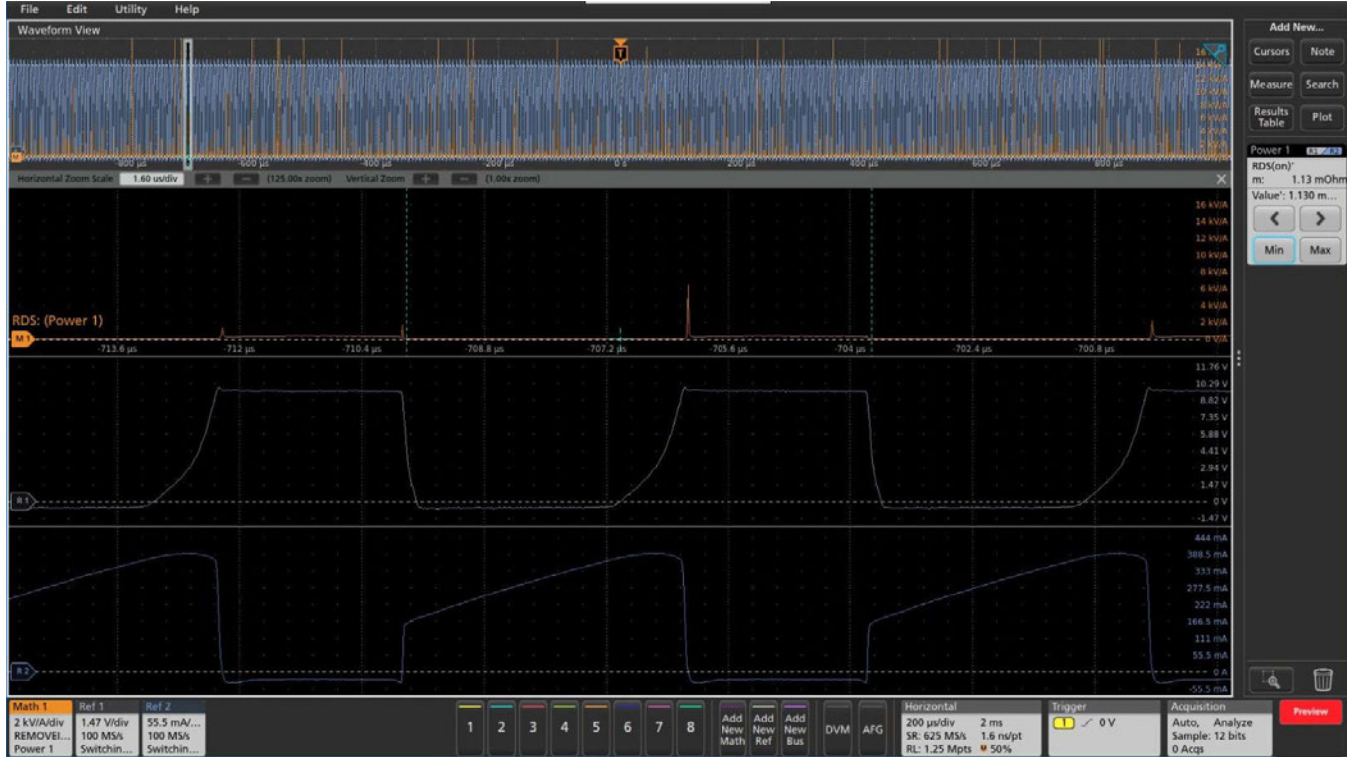 File Edit Utility Help
Waveform View
Add New...
Cursors Note
Measure Search
Results Table Plot
T
-600 µs -400 µs 0 s 200 µs 400 µs 600 µs 800 µs
Horizontal Zoom Scale 1.60 us/div + - (125.00x zoom) Vertical Zoom + - (1.00x zoom) X
Power 1 R1 R2
RDS(on)'
m: 1.13 mOhm
Value': 1.130 m...
< >
Min Max
16 kV/A
14 kV/A
12 kV/A
10 kV/A
8 kV/A
6 kV/A
4 kV/A
2 kV/A
0 V/A
RDS: (Power 1)
M 1
-713.6 µs -712 µs -710.4 µs -708.8 µs -707.2 µs -705.6 µs -704 µs -702.4 µs -700.8 µs
11.76 V
10.29 V
8.82 V
7.35 V
5.88 V
4.41 V
2.94 V
1.47 V
R 1
0 V
-1.47 V
444 mA
388.5 mA
333 mA
277.5 mA
222 mA
166.5 mA
111 mA
55.5 mA
R 2
0 A
-55.5 mA
Math 1
2 kV/A/div
REMOVEI...
Power 1
Ref 1
1.47 V/div
100 MS/s
Switchin...
Ref 2
55.5 mA/...
100 MS/s
Switchin...
1 2 3 4 5 6 7 8
Add New Math
Add New Ref
Add New Bus
DVM AFG
Horizontal
200 µs/div 2 ms
SR: 625 MS/s 1.6 ns/pt
RL: 1.25 Mpts 50%
Trigger
1 0 V
Acquisition
Auto, Analyze
Sample: 12 bits
0 Acqs
Preview